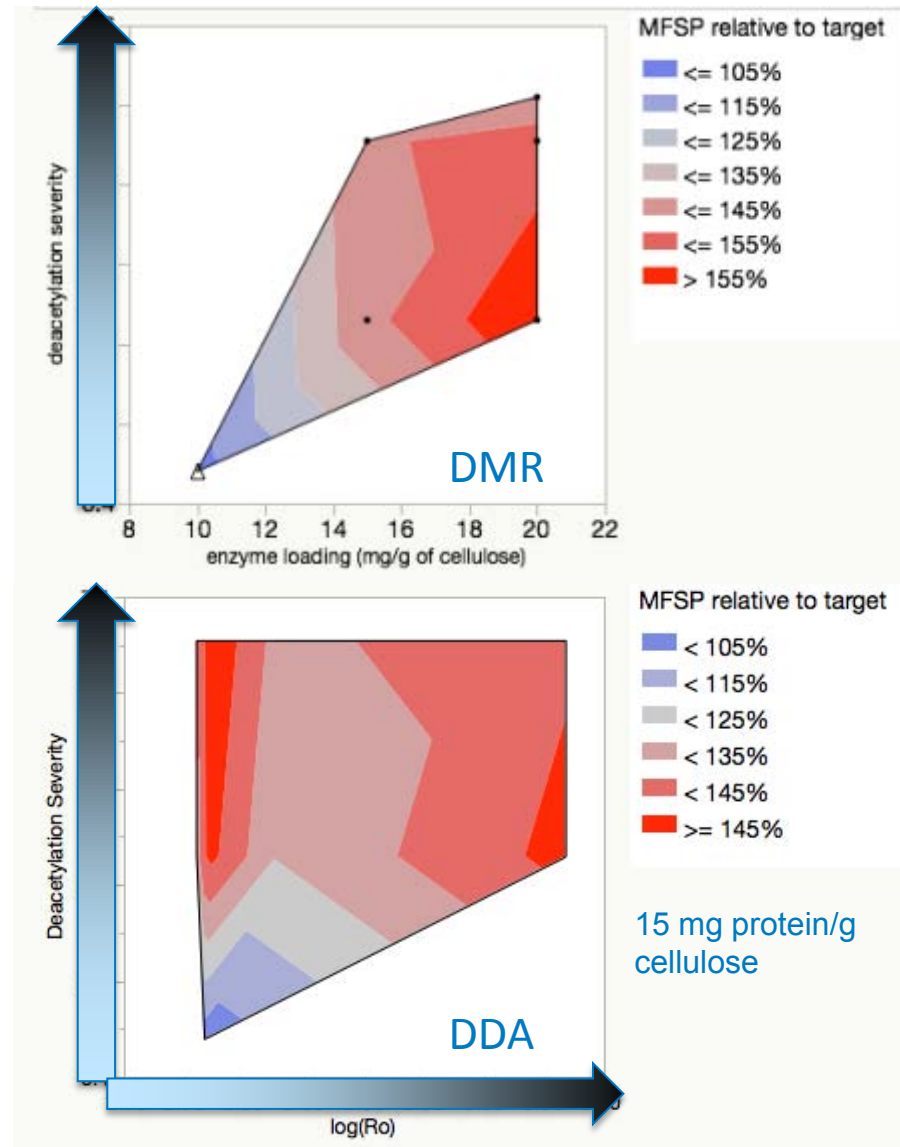 MFSP relative to target
<= 105%
<= 115%
<= 125%
<= 135%
<= 145%
<= 155%
> 155%
deacetylation severity
DMR
8 10 12 14 16 18 20 22
enzyme loading (mg/g of cellulose)
MFSP relative to target
< 105%
< 115%
< 125%
< 135%
< 145%
>= 145%
Deacetylation Severity
15 mg protein/g
cellulose
DDA
log(Ro)